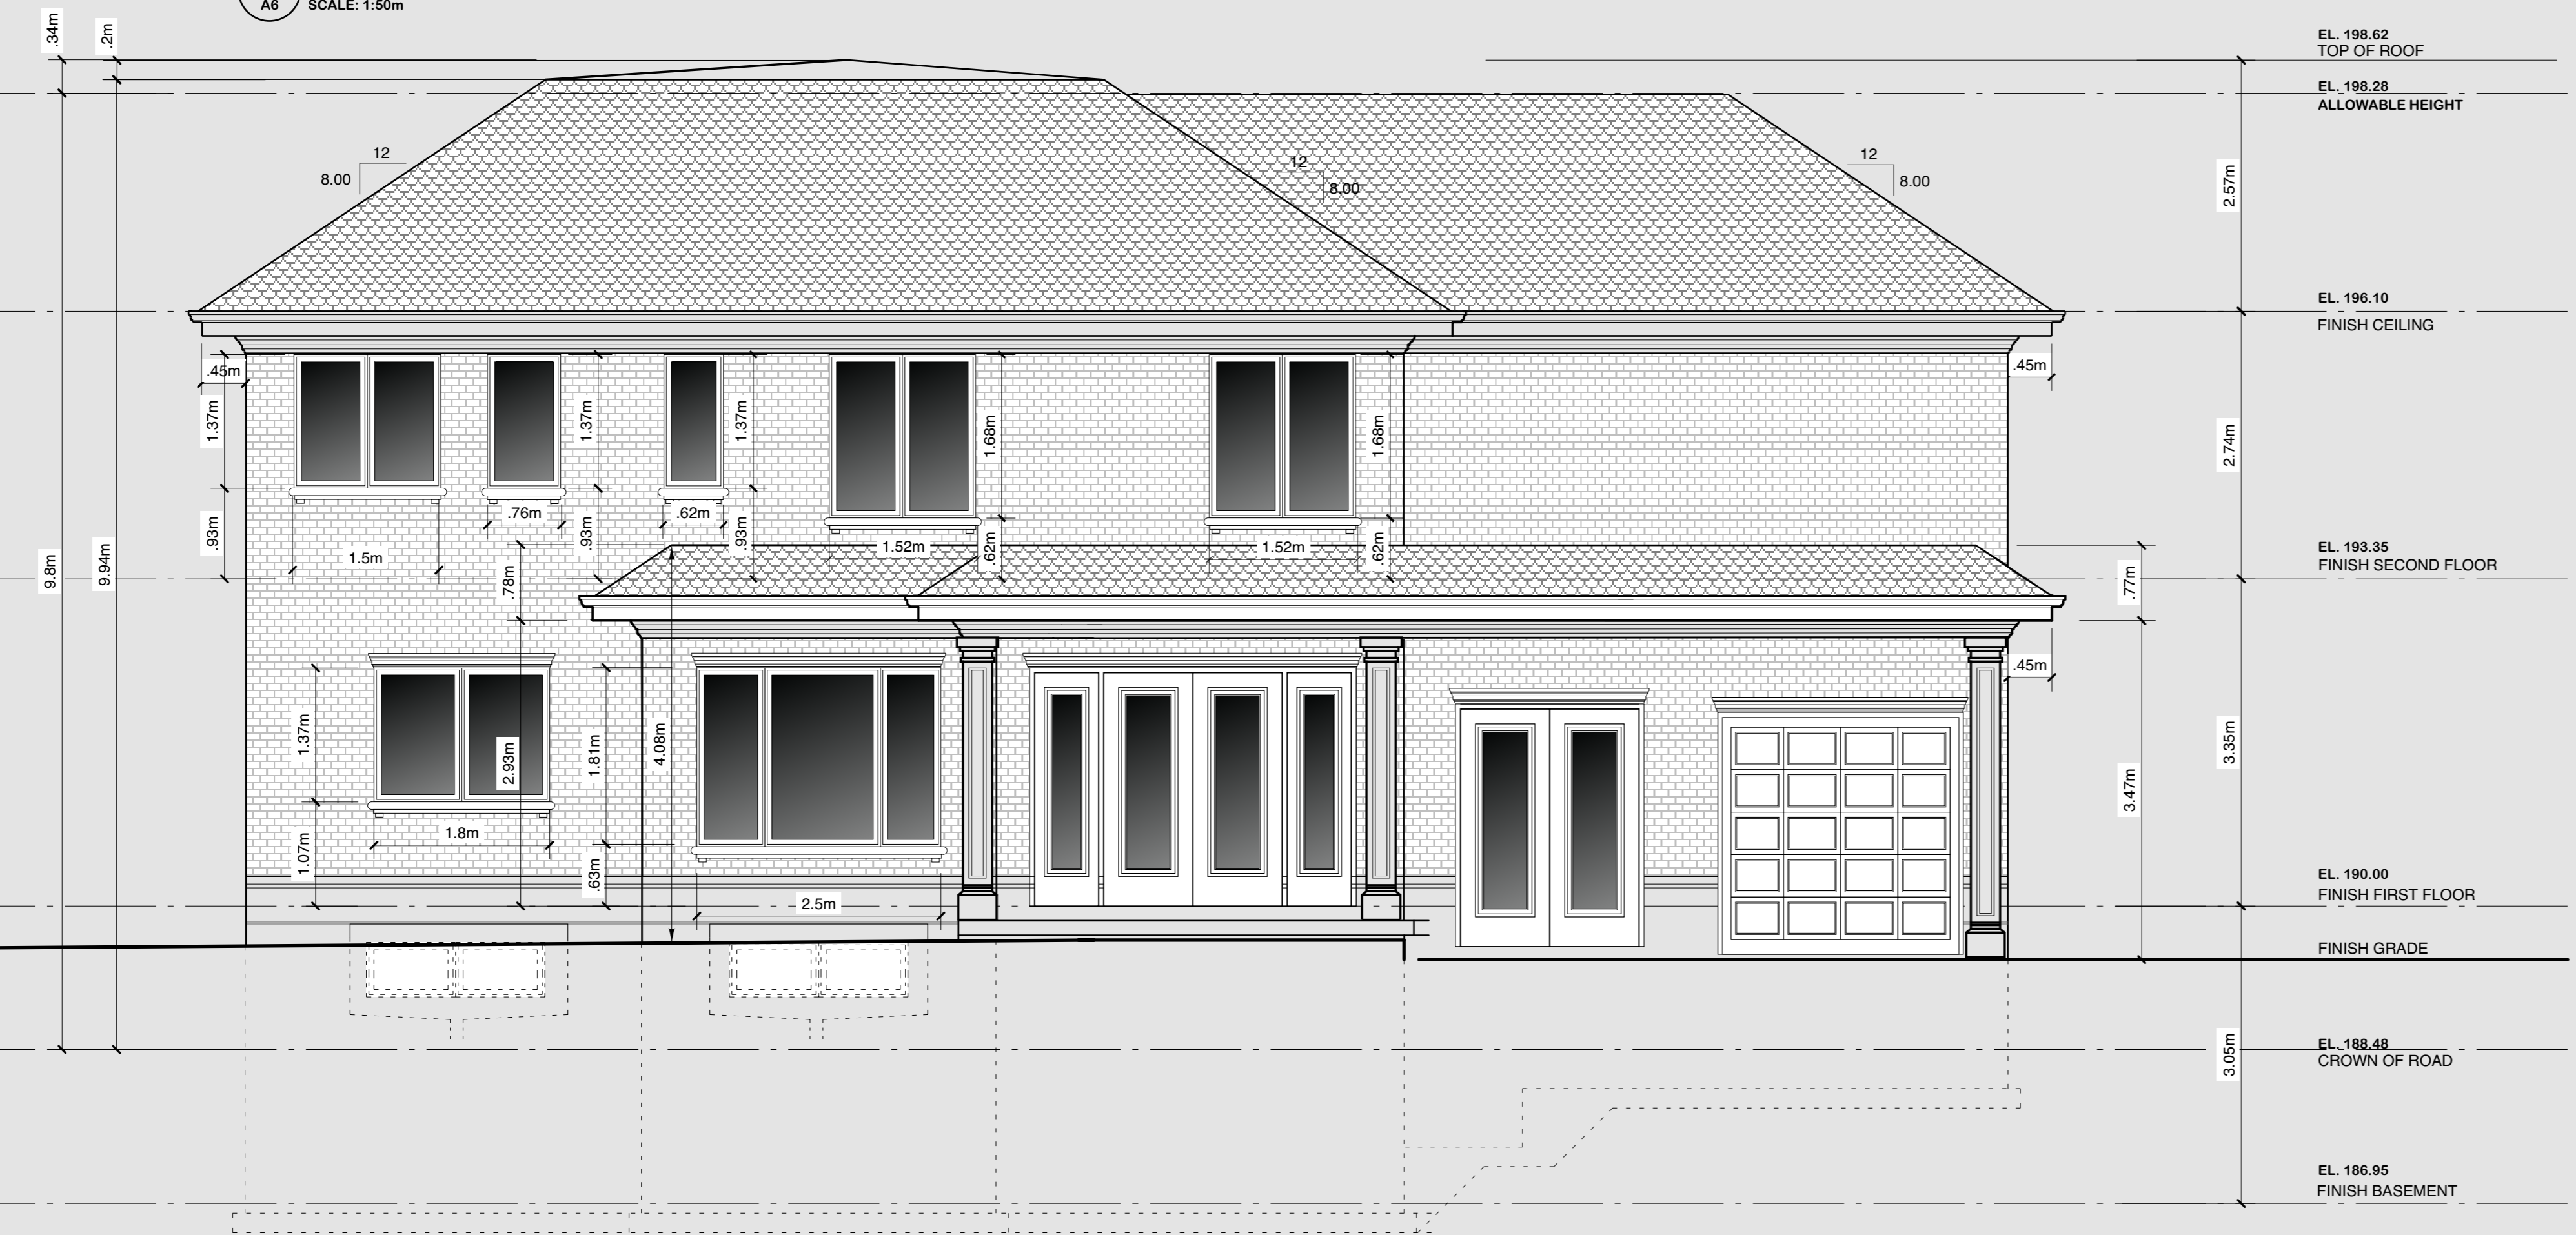 A6
SCALE: 1:50m
.34m
.2m
EL. 198.62
TOP OF ROOF
EL. 198.28
ALLOWABLE HEIGHT
12
8.00
12
8.00
12
8.00
2.57m
EL. 196.10
FINISH CEILING
.45m
.45m
1.37m
1.37m
1.37m
1.68m
1.68m
2.74m
.93m
.76m
.93m
.62m
.93m
1.5m
1.52m
.62m
1.52m
.62m
9.8m
9.94m
.78m
.77m
EL. 193.35
FINISH SECOND FLOOR
.45m
1.37m
2.93m
1.81m
4.08m
3.35m
3.47m
1.8m
1.07m
.63m
2.5m
EL. 190.00
FINISH FIRST FLOOR
FINISH GRADE
3.05m
EL. 188.48
CROWN OF ROAD
EL. 186.95
FINISH BASEMENT